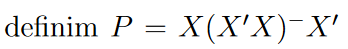 definim P = X(X′X)⁻X′